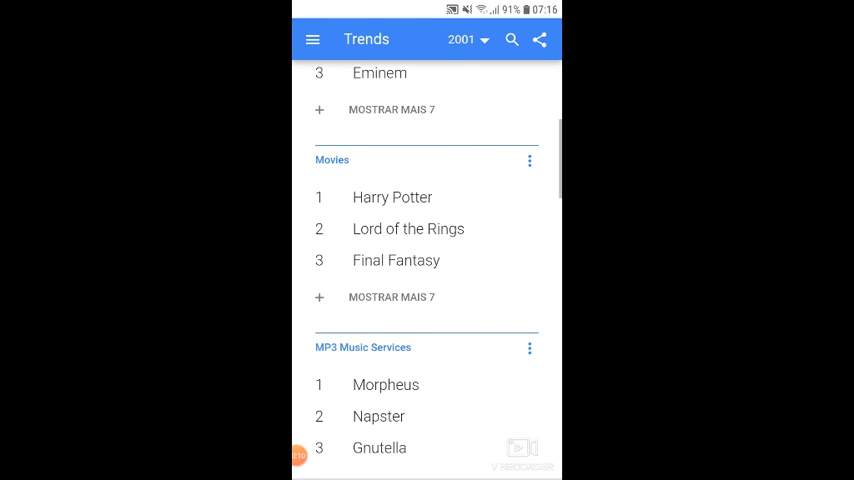 91% 07:16
Trends 2001
3 Eminem
+ MOSTRAR MAIS 7
Movies
1 Harry Potter
2 Lord of the Rings
3 Final Fantasy
+ MOSTRAR MAIS 7
MP3 Music Services
1 Morpheus
2 Napster
3 Gnutella
V RECORDER